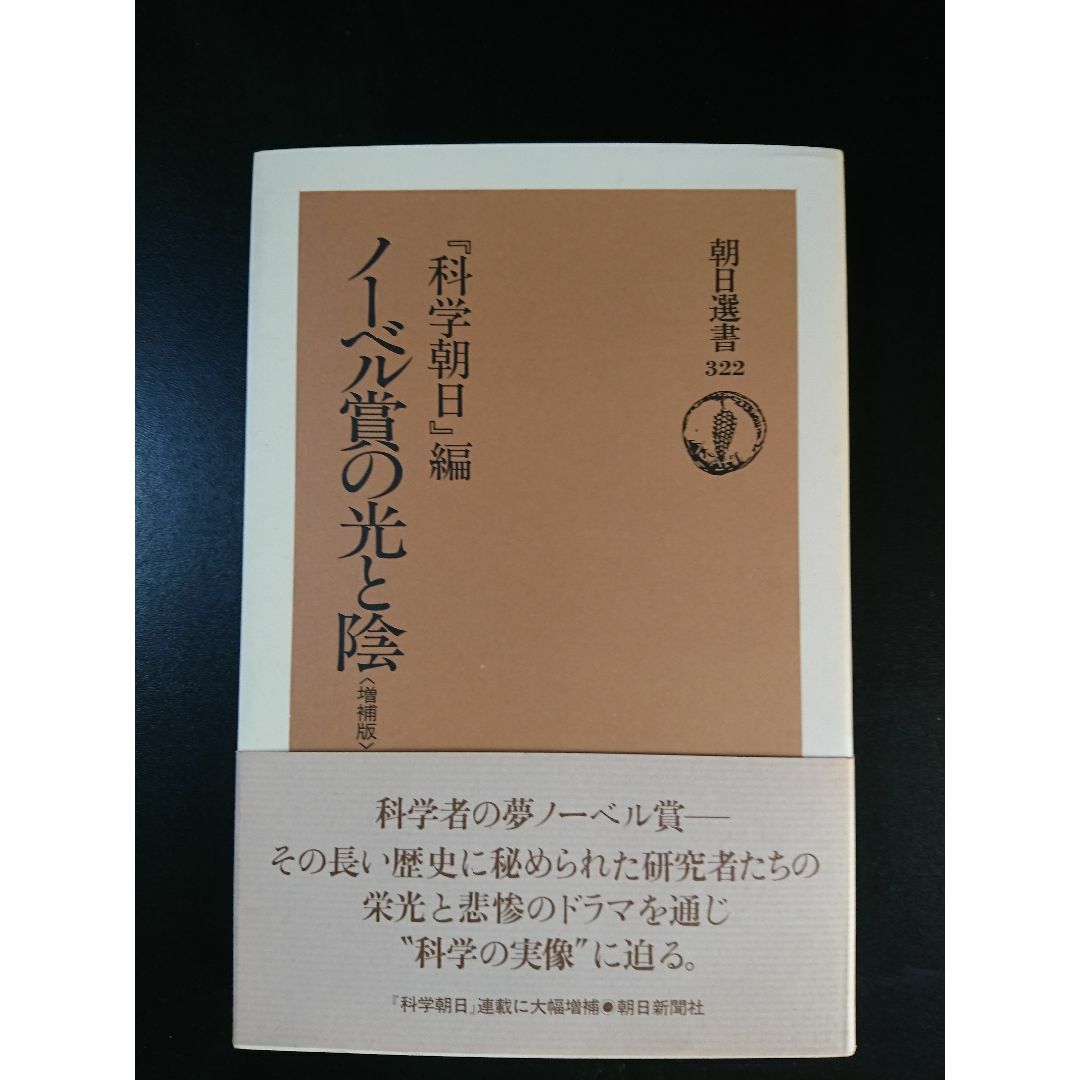 朝日選書
322
『科学朝日』編
ノーベル賞の光と陰
〈増補版〉
科学者の夢ノーベル賞──
その長い歴史に秘められた研究者たちの
栄光と悲惨のドラマを通じ
〝科学の実像〟に迫る。
『科学朝日』連載に大幅増補●朝日新聞社